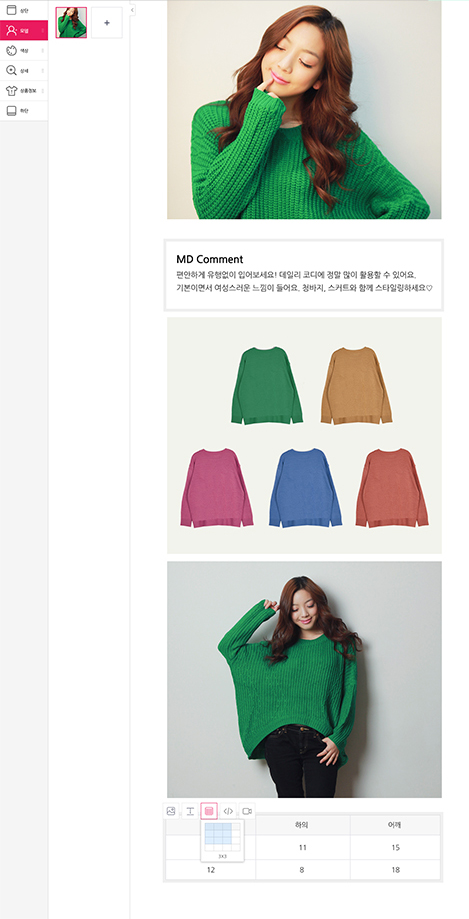 상단
모델
색상
상세
상품정보
하단
MD Comment
편안하게 유행없이 입어보세요! 데일리 코디에 정말 많이 활용할 수 있어요.
기본이면서 여성스러운 느낌이 들어요. 청바지, 스커트와 함께 스타일링하세요♡
하의 어깨
11 15
3X3
12 8 18